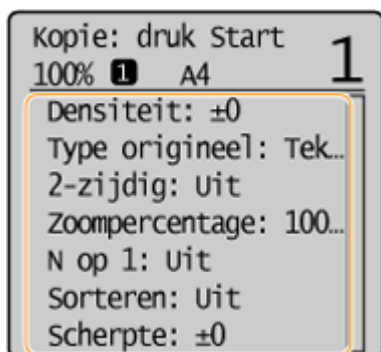 Kopie: druk Start
1
100% 1 A4
Densiteit: ±0
Type origineel: Tek…
2-zijdig: Uit
Zoompercentage: 100…
N op 1: Uit
Sorteren: Uit
Scherpte: ±0